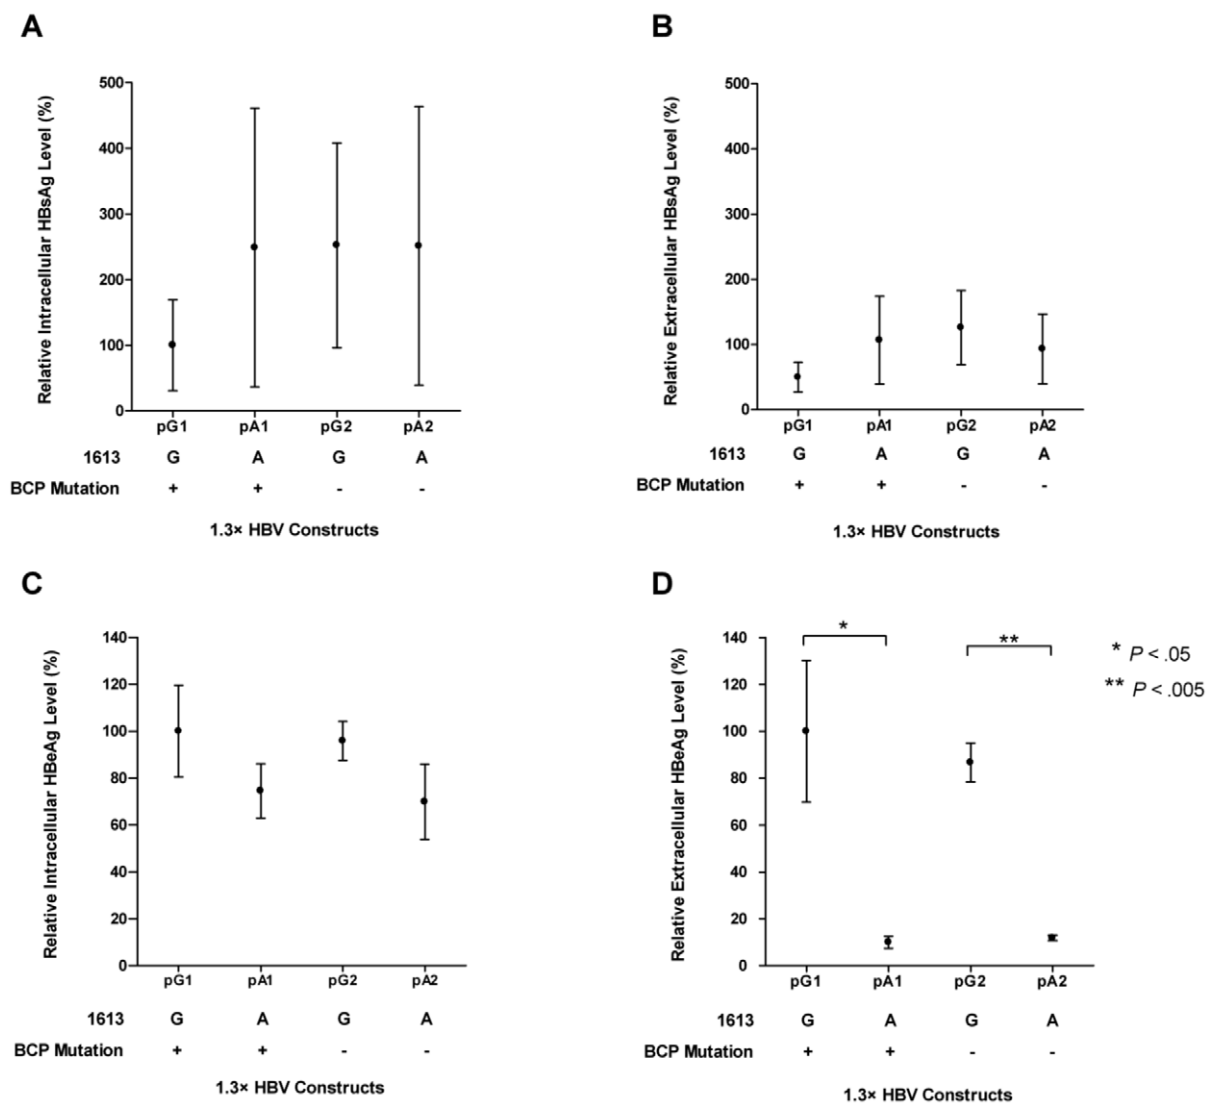 A
Relative Intracellular HBsAg Level (%)
500
400
300
200
100
0
pG1 pA1 pG2 pA2
1613 G A G A
BCP Mutation + + - -
1.3× HBV Constructs
B
Relative Extracellular HBsAg Level (%)
500
400
300
200
100
0
pG1 pA1 pG2 pA2
1613 G A G A
BCP Mutation + + - -
1.3× HBV Constructs
C
Relative Intracellular HBeAg Level (%)
140
120
100
80
60
40
20
0
pG1 pA1 pG2 pA2
1613 G A G A
BCP Mutation + + - -
1.3× HBV Constructs
D
Relative Extracellular HBeAg Level (%)
140
120
100
80
60
40
20
0
*
**
* P < .05
** P < .005
pG1 pA1 pG2 pA2
1613 G A G A
BCP Mutation + + - -
1.3× HBV Constructs